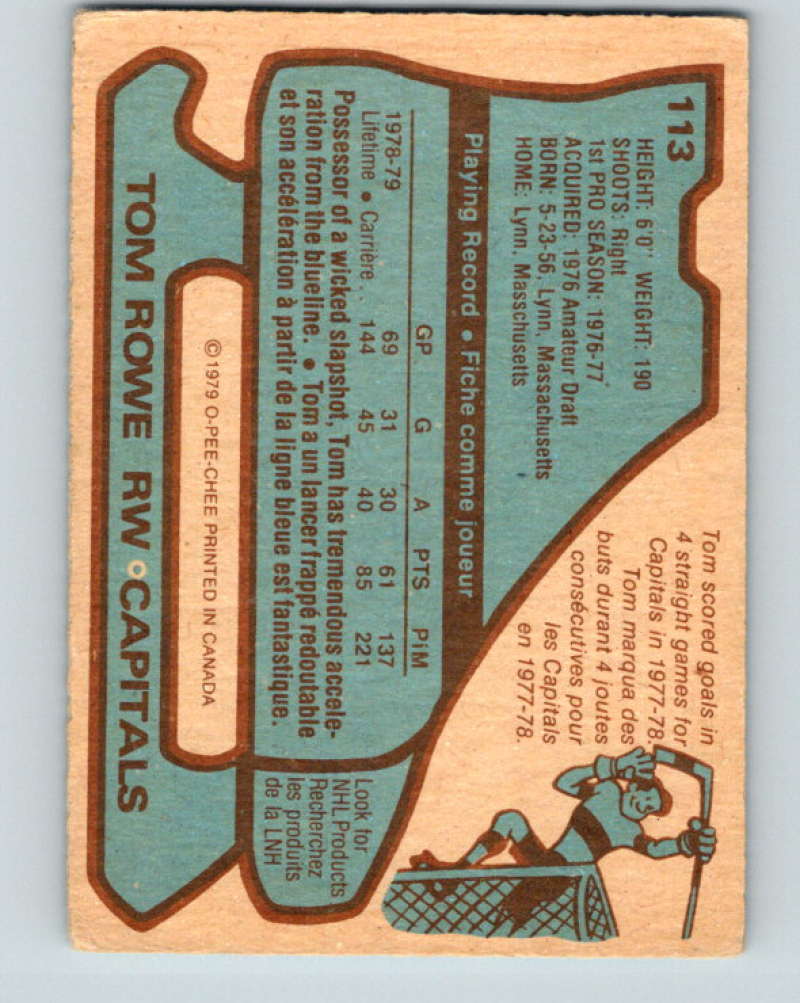 113
HEIGHT: 6'0" WEIGHT: 190
SHOOTS: Right
1st PRO SEASON: 1976-77
ACQUIRED: 1976 Amateur Draft
BORN: 5-23-56, Lynn, Massachusetts
HOME: Lynn, Masschusetts
Tom scored goals in
4 straight games for
Capitals in 1977-78.
Tom marqua des
buts durant 4 joutes
consécutives pour
les Capitals
en 1977-78.
Playing Record • Fiche comme joueur
GP G A PTS PiM
1978-79 69 31 30 61 137
Lifetime • Carrière . . 144 45 40 85 221
Possessor of a wicked slapshot, Tom has tremendous accele-
ration from the blueline. • Tom a un lancer frappé redoutable
et son accélération à partir de la ligne bleue est fantastique.
Look for
NHL Products
Recherchez
les produits
de la LNH
©1979 O-PEE-CHEE PRINTED IN CANADA
TOM ROWE RW • CAPITALS